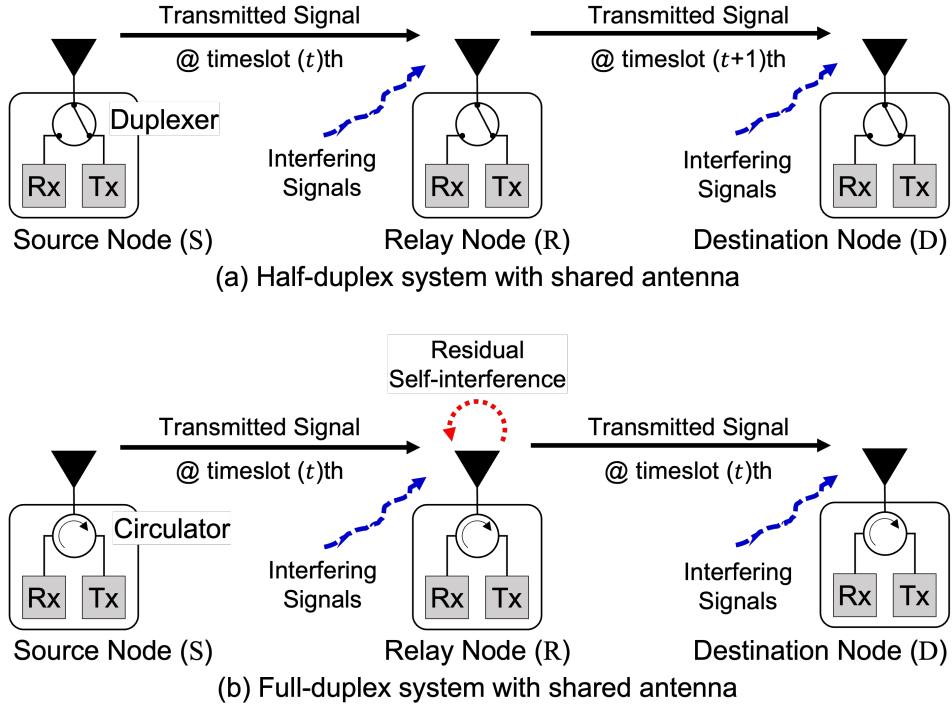 Transmitted Signal
@ timeslot (t)th
Transmitted Signal
@ timeslot (t+1)th
Duplexer
Interfering
Signals
Interfering
Signals
Rx Tx
Rx Tx
Rx Tx
Source Node (S)
Relay Node (R)
Destination Node (D)
(a) Half-duplex system with shared antenna
Residual
Self-interference
Transmitted Signal
@ timeslot (t)th
Transmitted Signal
@ timeslot (t)th
Circulator
Interfering
Signals
Interfering
Signals
Rx Tx
Rx Tx
Rx Tx
Source Node (S)
Relay Node (R)
Destination Node (D)
(b) Full-duplex system with shared antenna